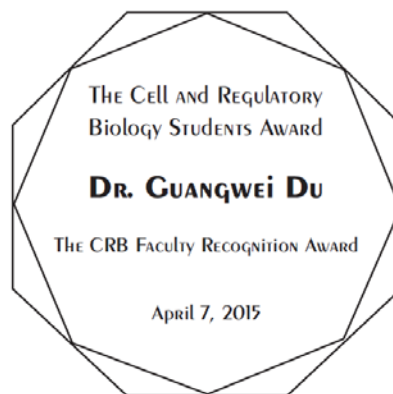 The Cell and Regulatory
Biology Students Award
Dr. Guangwei Du
The CRB Faculty Recognition Award
April 7, 2015